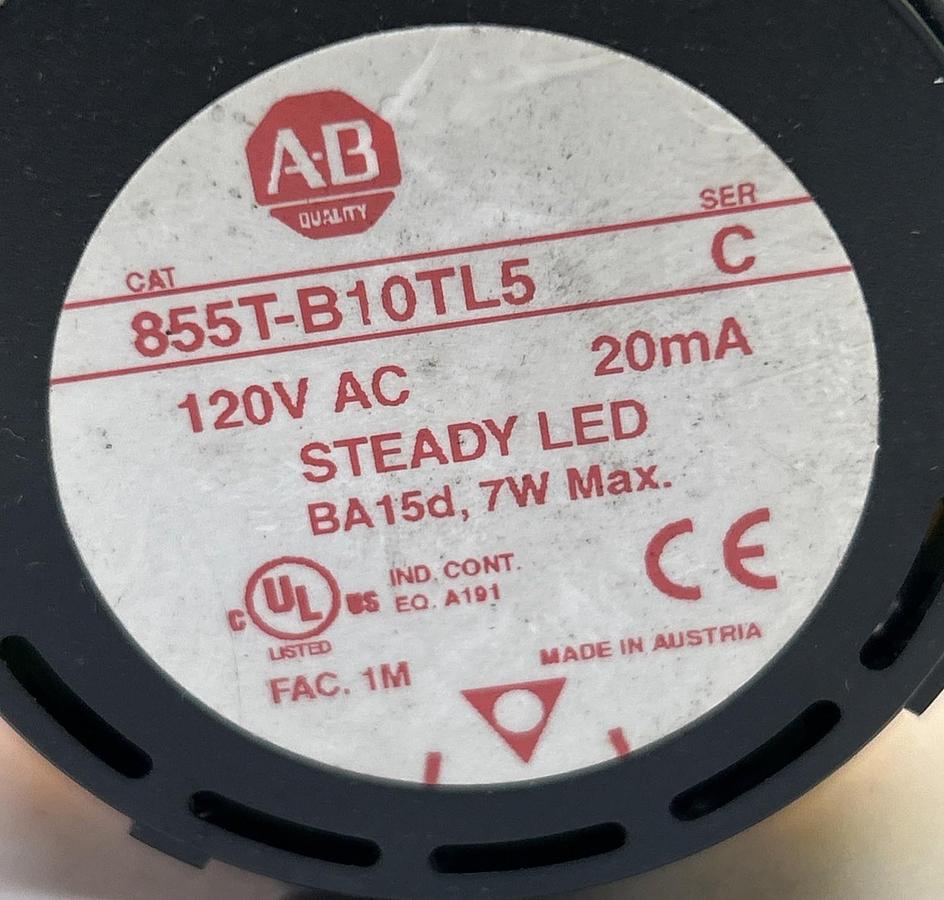 A-B
QUALITY
CAT
SER
855T-B10TL5
C
120V AC
20mA
STEADY LED
BA15d, 7W Max.
C UL US
LISTED
IND. CONT.
EQ. A191
CE
FAC. 1M
MADE IN AUSTRIA